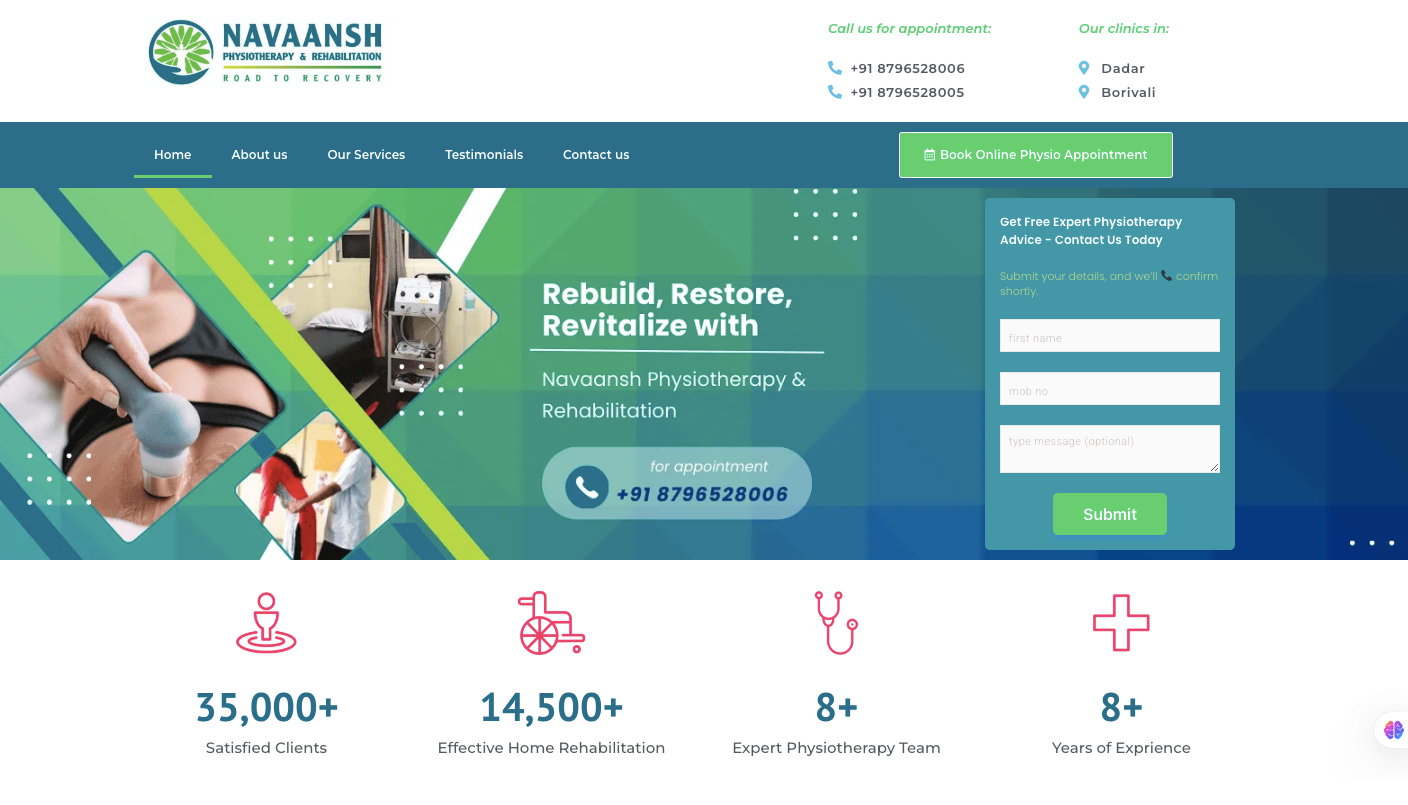 NAVAANSH
PHYSIOTHERAPY & REHABILITATION
ROAD TO RECOVERY
Call us for appointment:
+91 8796528006
+91 8796528005
Our clinics in:
Dadar
Borivali
Home
About us
Our Services
Testimonials
Contact us
Book Online Physio Appointment
Rebuild, Restore,
Revitalize with
Navaansh Physiotherapy &
Rehabilitation
for appointment
+91 8796528006
Get Free Expert Physiotherapy
Advice - Contact Us Today
Submit your details, and we'll 📞 confirm
shortly.
first name
mob no
type message (optional)
Submit
35,000+
Satisfied Clients
14,500+
Effective Home Rehabilitation
8+
Expert Physiotherapy Team
8+
Years of Exprience